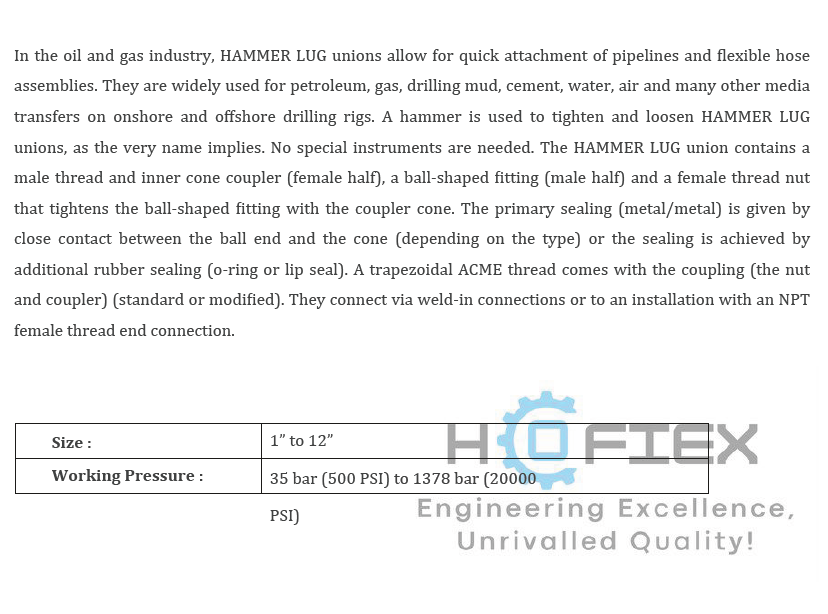 In the oil and gas industry, HAMMER LUG unions allow for quick attachment of pipelines and flexible hose
assemblies. They are widely used for petroleum, gas, drilling mud, cement, water, air and many other media
transfers on onshore and offshore drilling rigs. A hammer is used to tighten and loosen HAMMER LUG
unions, as the very name implies. No special instruments are needed. The HAMMER LUG union contains a
male thread and inner cone coupler (female half), a ball-shaped fitting (male half) and a female thread nut
that tightens the ball-shaped fitting with the coupler cone. The primary sealing (metal/metal) is given by
close contact between the ball end and the cone (depending on the type) or the sealing is achieved by
additional rubber sealing (o-ring or lip seal). A trapezoidal ACME thread comes with the coupling (the nut
and coupler) (standard or modified). They connect via weld-in connections or to an installation with an NPT
female thread end connection.
Size : 1” to 12”
HOFIEX
Working Pressure : 35 bar (500 PSI) to 1378 bar (20000
PSI)
Engineering Excellence,
Unrivalled Quality!